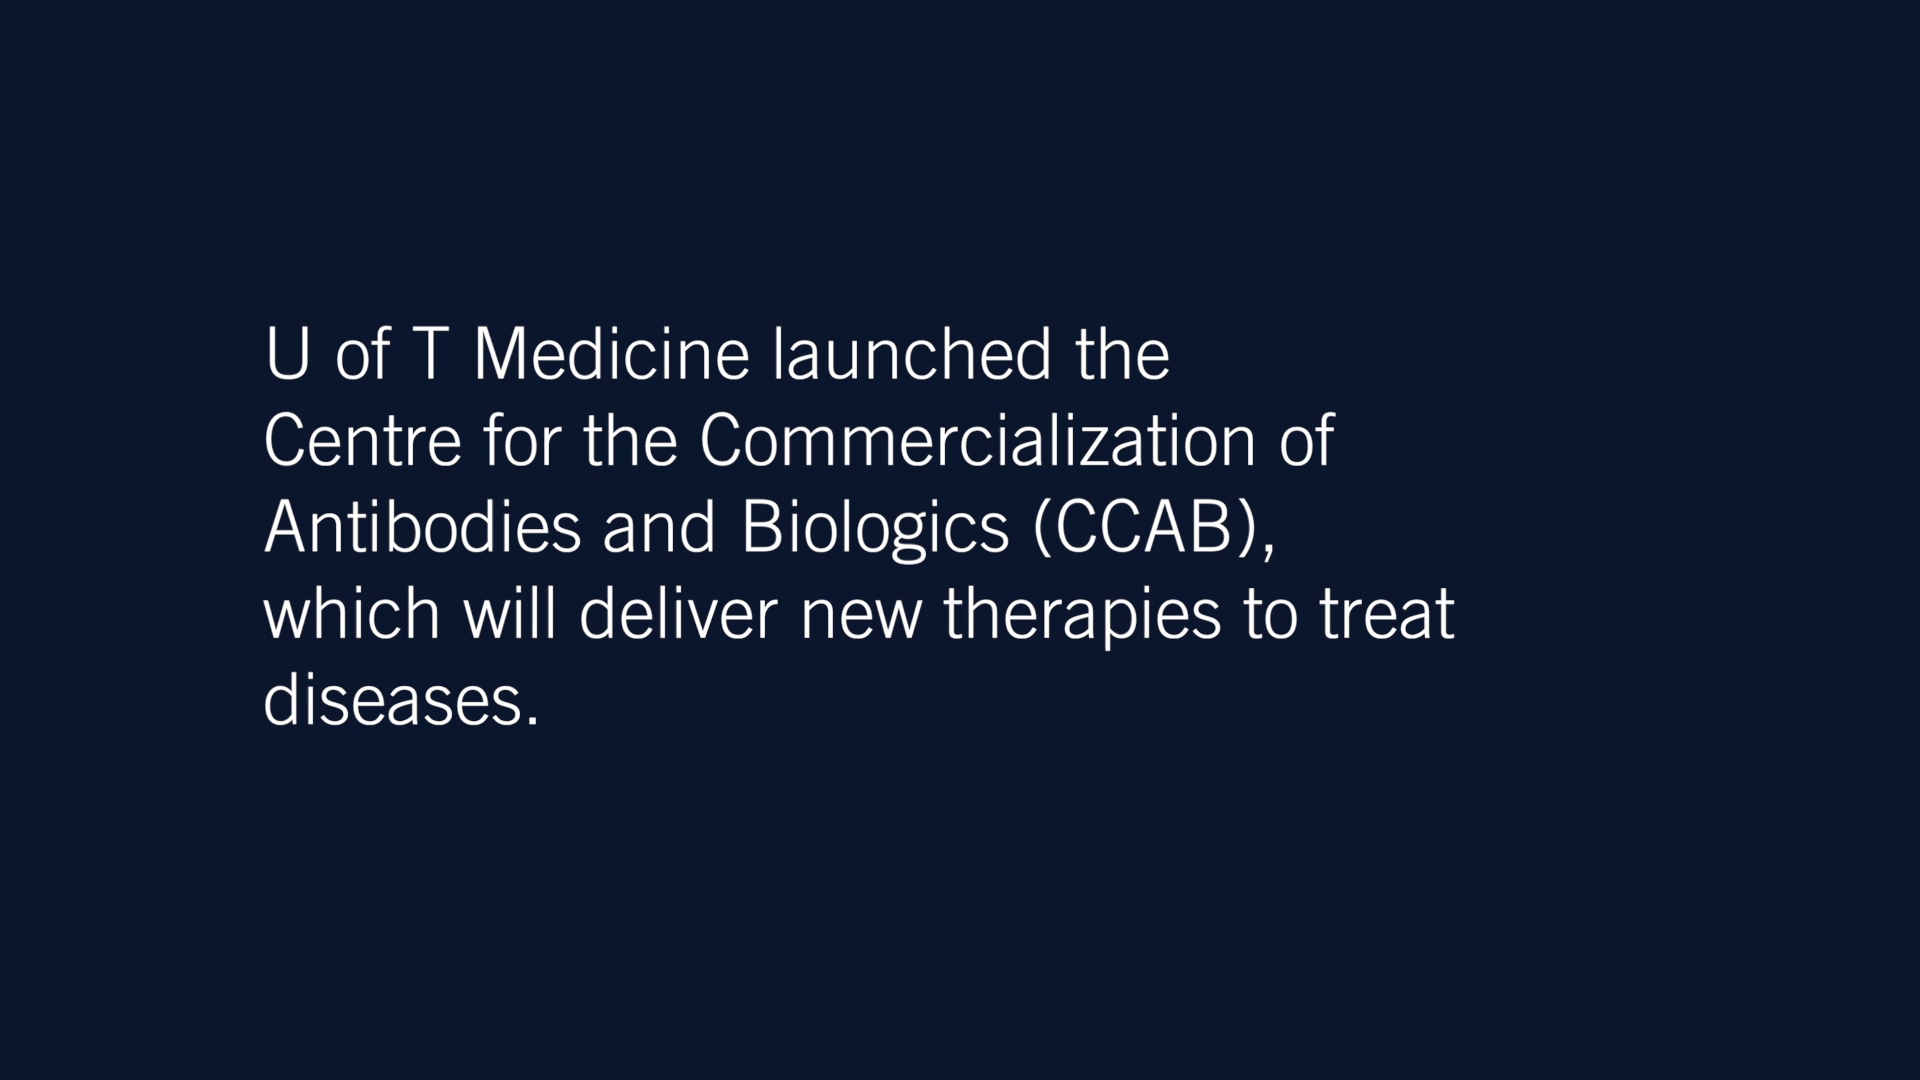 U of T Medicine launched the
Centre for the Commercialization of
Antibodies and Biologics (CCAB),
which will deliver new therapies to treat
diseases.